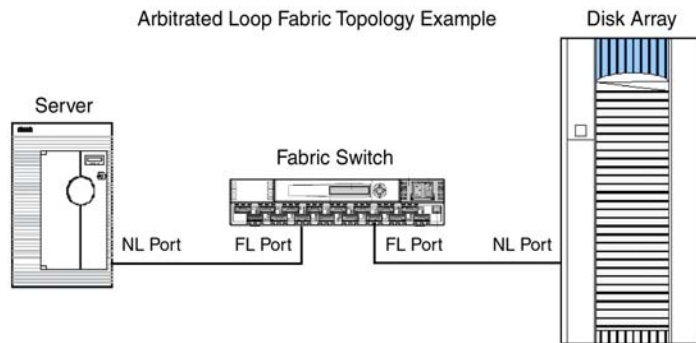 Arbitrated Loop Fabric Topology Example
Disk Array
Server
Fabric Switch
NL Port
FL Port
FL Port
NL Port